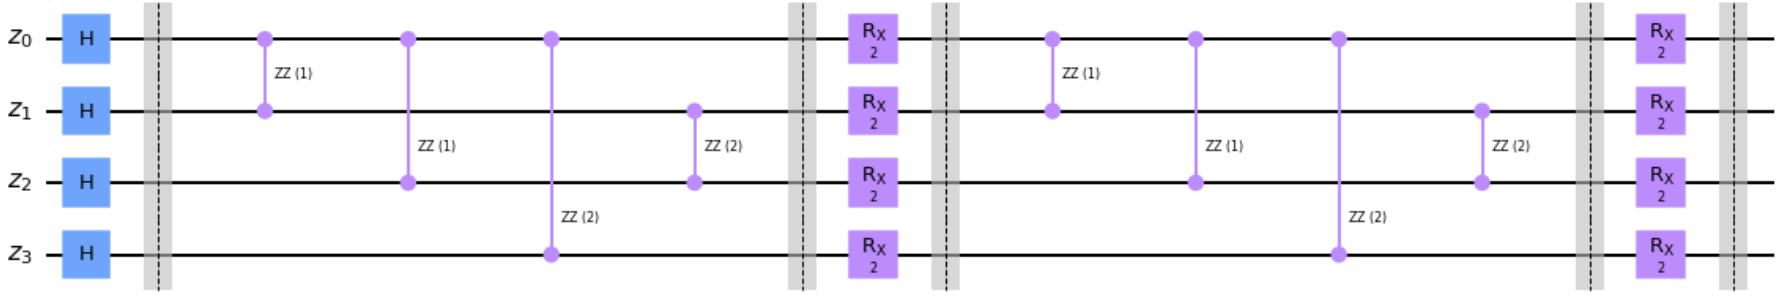 Z0 H ZZ (1) RX 2 ZZ (1) RX 2
Z1 H ZZ (1) ZZ (2) RX 2 ZZ (1) ZZ (2) RX 2
Z2 H ZZ (2) RX 2 ZZ (2) RX 2
Z3 H RX 2 RX 2